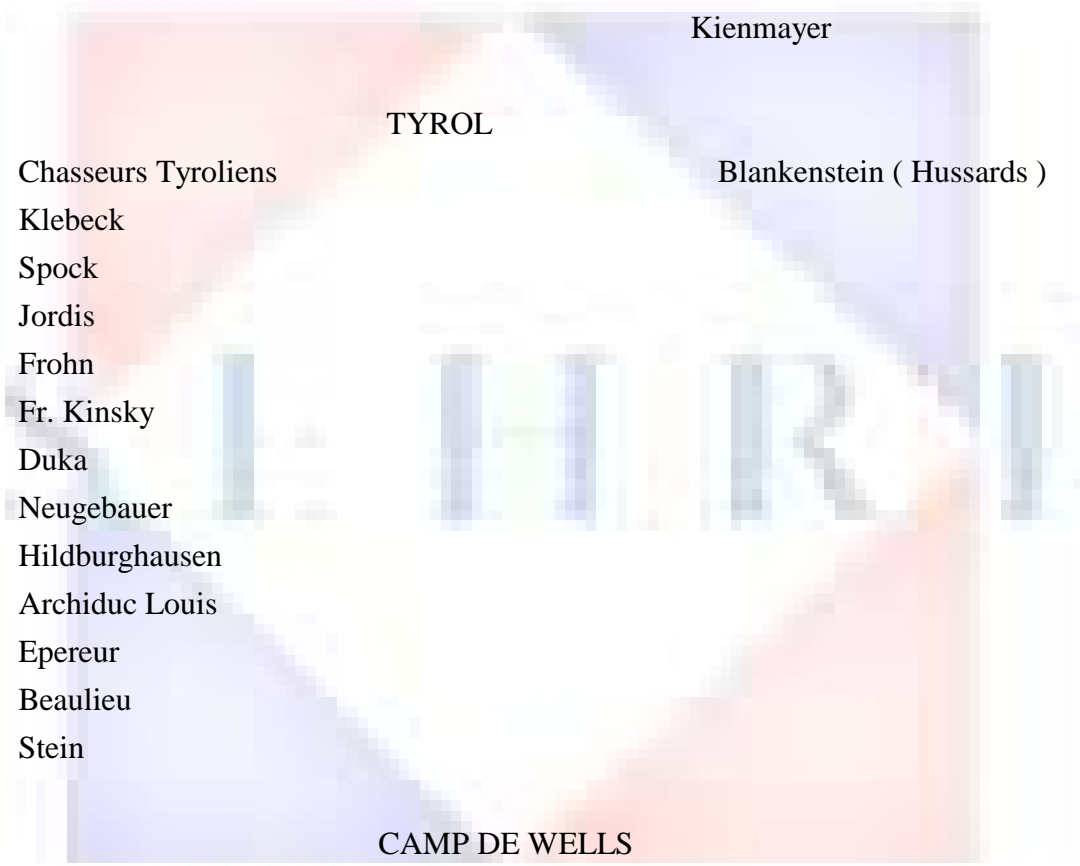 Kienmayer
TYROL
Chasseurs Tyroliens Blankenstein ( Hussards )
Klebeck
Spock
Jordis
Frohn
Fr. Kinsky
Duka
Neugebauer
Hildburghausen
Archiduc Louis
Epereur
Beaulieu
Stein
CAMP DE WELLS